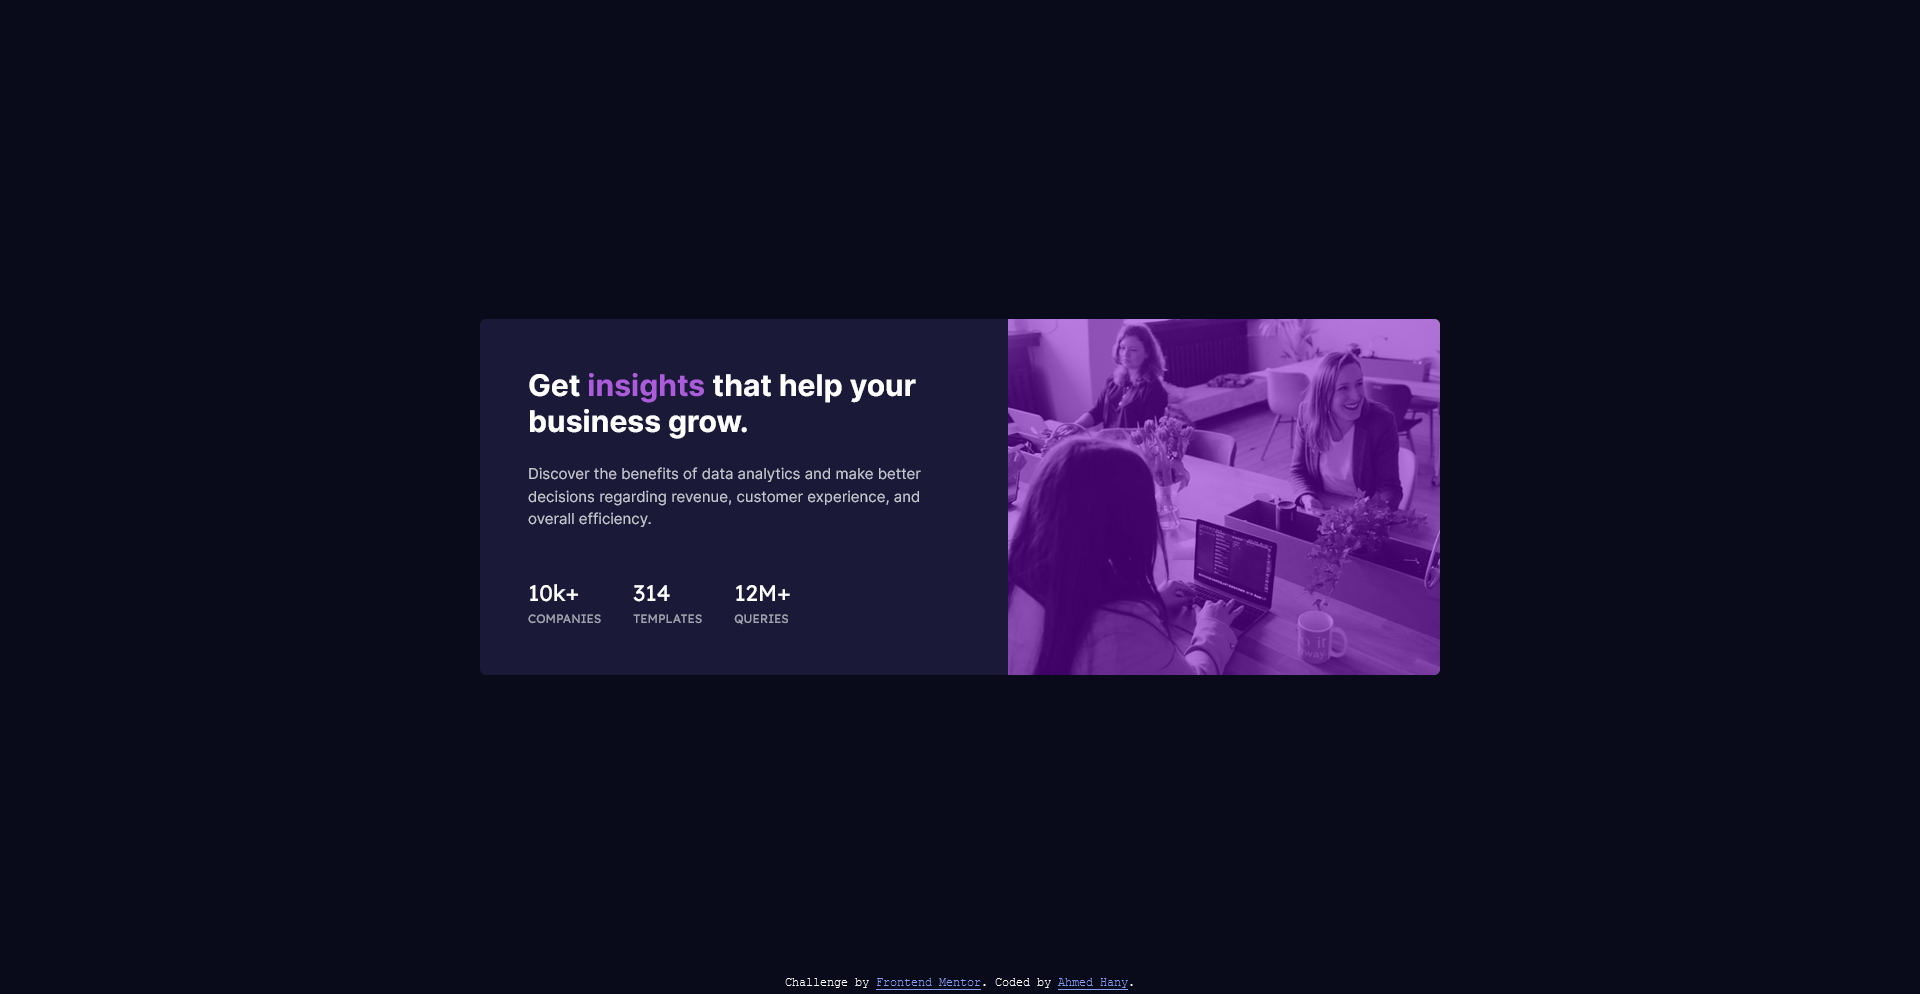 Get insights that help your
business grow.
Discover the benefits of data analytics and make better
decisions regarding revenue, customer experience, and
overall efficiency.
10k+ 314 12M+
COMPANIES TEMPLATES QUERIES
Challenge by Frontend Mentor. Coded by Ahmed Hany.